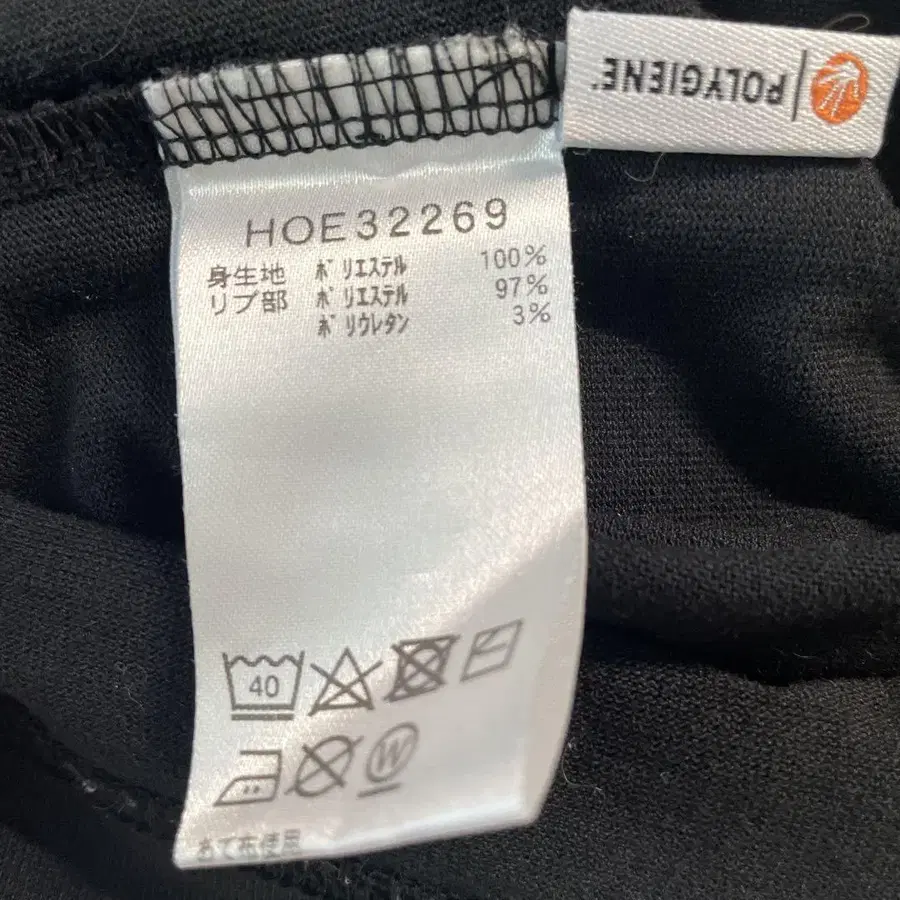 POLYGIENE
HOE32269
身生地 ポリエステル 100%
リブ部 ポリエステル 97%
ポリウレタン 3%
40
W
あて布使用